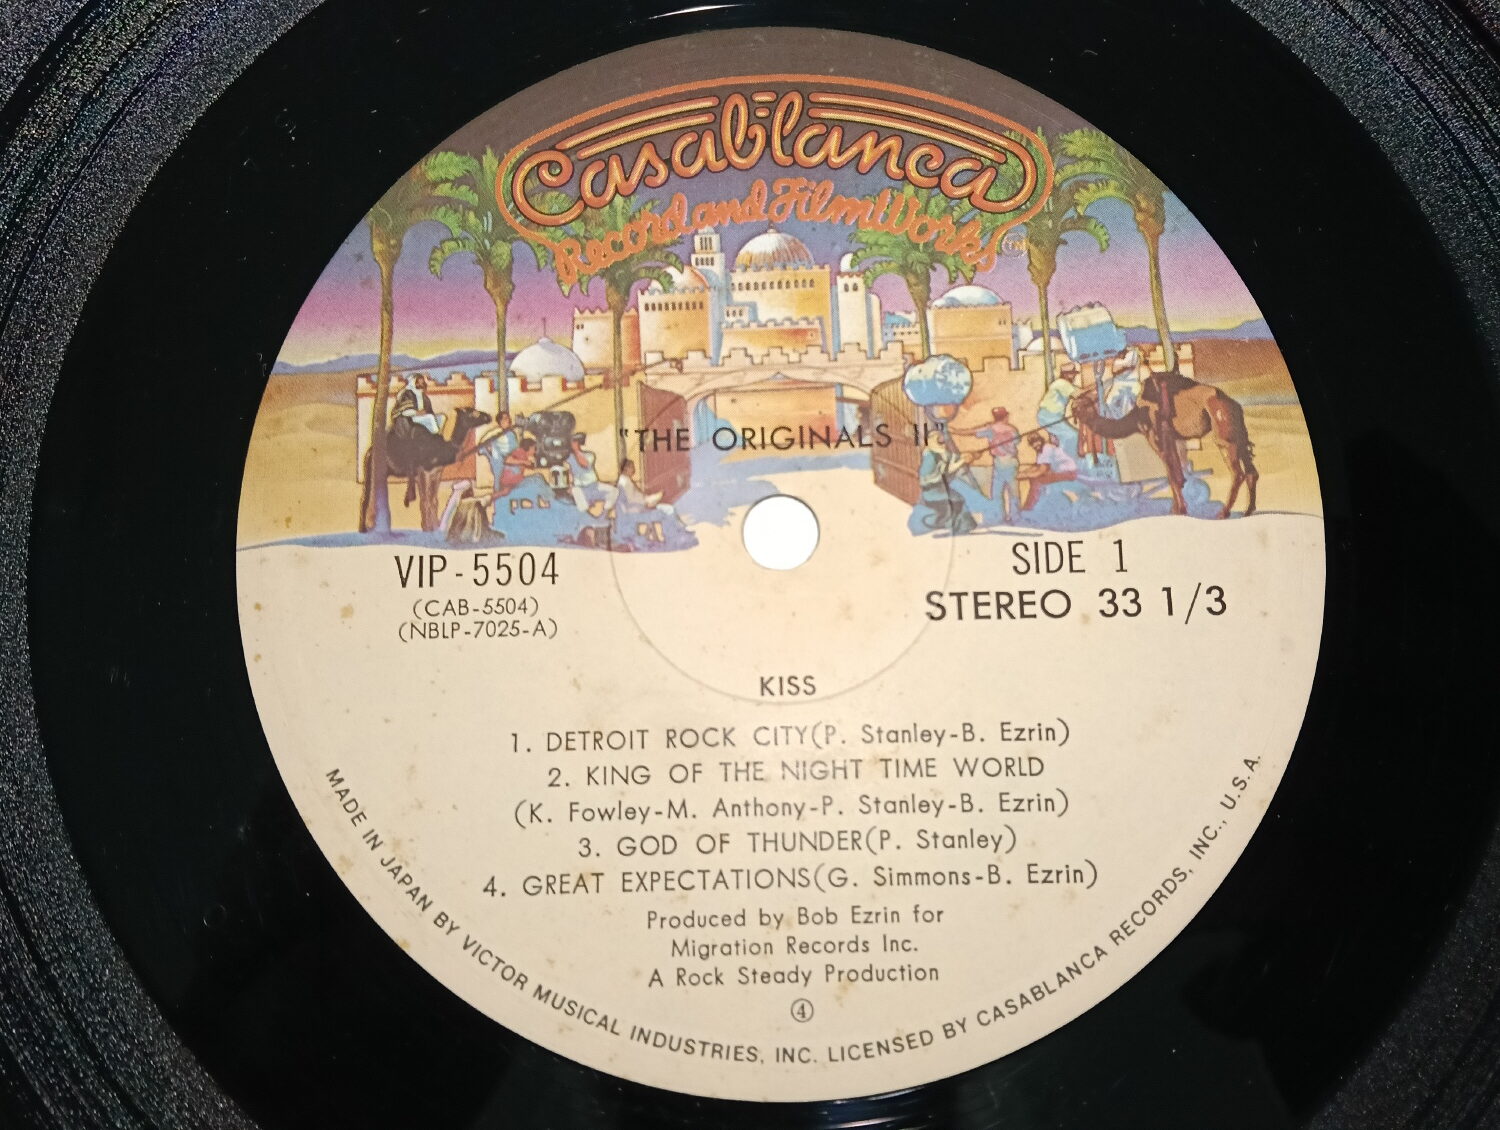 Casablanca
Record and FilmWorks TM
"THE ORIGINALS II"
VIP-5504
(CAB-5504)
(NBLP-7025-A)
SIDE 1
STEREO 33 1/3
KISS
1. DETROIT ROCK CITY(P. Stanley-B. Ezrin)
2. KING OF THE NIGHT TIME WORLD
(K. Fowley-M. Anthony-P. Stanley-B. Ezrin)
3. GOD OF THUNDER(P. Stanley)
4. GREAT EXPECTATIONS(G. Simmons-B. Ezrin)
Produced by Bob Ezrin for
Migration Records Inc.
A Rock Steady Production
④
MADE IN JAPAN BY VICTOR MUSICAL INDUSTRIES, INC. LICENSED BY CASABLANCA RECORDS, INC., U.S.A.